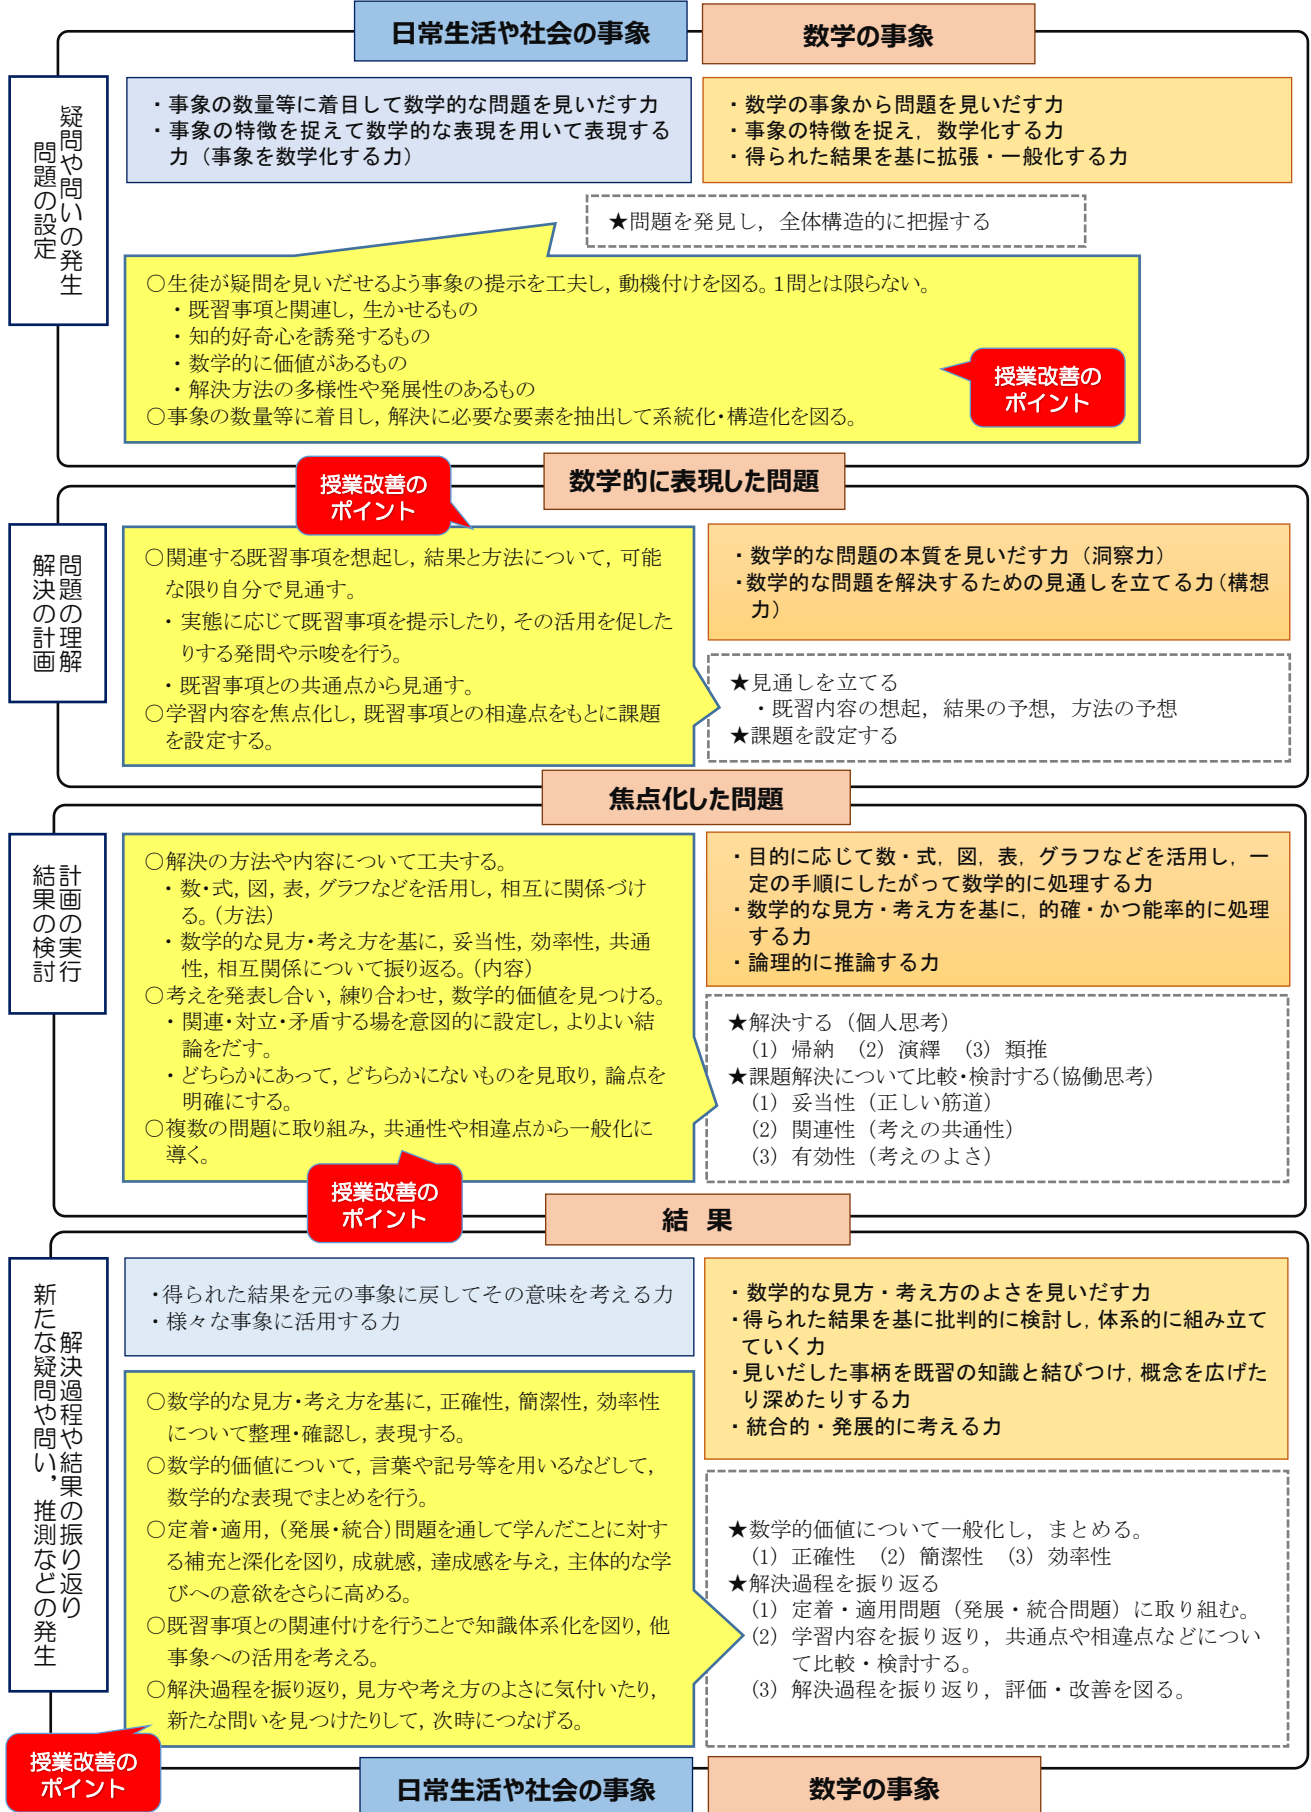 日常生活や社会の事象
数学の事象
疑問や問いの発生
問題の設定
・事象の数量等に着目して数学的な問題を見いだす力
・事象の特徴を捉えて数学的な表現を用いて表現する
力（事象を数学化する力）
・数学の事象から問題を見いだす力
・事象の特徴を捉え，数学化する力
・得られた結果を基に拡張・一般化する力
★問題を発見し，全体構造的に把握する
○生徒が疑問を見いだせるよう事象の提示を工夫し，動機付けを図る。1問とは限らない。
・既習事項と関連し，生かせるもの
・知的好奇心を誘発するもの
・数学的に価値があるもの
・解決方法の多様性や発展性のあるもの
○事象の数量等に着目し，解決に必要な要素を抽出して系統化・構造化を図る。
授業改善の
ポイント
数学的に表現した問題
授業改善の
ポイント
問題の理解
解決の計画
○関連する既習事項を想起し，結果と方法について，可能
な限り自分で見通す。
・実態に応じて既習事項を提示したり，その活用を促した
りする発問や示唆を行う。
・既習事項との共通点から見通す。
○学習内容を焦点化し，既習事項との相違点をもとに課題
を設定する。
・数学的な問題の本質を見いだす力（洞察力）
・数学的な問題を解決するための見通しを立てる力（構想
力）
★見通しを立てる
・既習内容の想起，結果の予想，方法の予想
★課題を設定する
焦点化した問題
計画の実行
結果の検討
○解決の方法や内容について工夫する。
・数・式，図，表，グラフなどを活用し，相互に関係づけ
る。（方法）
・数学的な見方・考え方を基に，妥当性，効率性，共通
性，相互関係について振り返る。（内容）
○考えを発表し合い，練り合わせ，数学的価値を見つける。
・関連・対立・矛盾する場を意図的に設定し，よりよい結
論をだす。
・どちらかにあって，どちらかにないものを見取り，論点を
明確にする。
○複数の問題に取り組み，共通性や相違点から一般化に
導く。
・目的に応じて数・式，図，表，グラフなどを活用し，一
定の手順にしたがって数学的に処理する力
・数学的な見方・考え方を基に，的確・かつ能率的に処理
する力
・論理的に推論する力
★解決する（個人思考）
(1) 帰納　(2) 演繹　(3) 類推
★課題解決について比較・検討する（協働思考）
(1) 妥当性（正しい筋道）
(2) 関連性（考えの共通性）
(3) 有効性（考えのよさ）
授業改善の
ポイント
結 果
解決過程や結果の振り返り
新たな疑問や問い，推測などの発生
・得られた結果を元の事象に戻してその意味を考える力
・様々な事象に活用する力
○数学的な見方・考え方を基に，正確性，簡潔性，効率性
について整理・確認し，表現する。
○数学的価値について，言葉や記号等を用いるなどして，
数学的な表現でまとめを行う。
○定着・適用，（発展・統合）問題を通して学んだことに対す
る補充と深化を図り，成就感，達成感を与え，主体的な学
びへの意欲をさらに高める。
○既習事項との関連付けを行うことで知識体系化を図り，他
事象への活用を考える。
○解決過程を振り返り，見方や考え方のよさに気付いたり，
新たな問いを見つけたりして，次時につなげる。
・数学的な見方・考え方のよさを見いだす力
・得られた結果を基に批判的に検討し，体系的に組み立て
ていく力
・見いだした事柄を既習の知識と結びつけ，概念を広げた
り深めたりする力
・統合的・発展的に考える力
★数学的価値について一般化し，まとめる。
(1) 正確性　(2) 簡潔性　(3) 効率性
★解決過程を振り返る
(1) 定着・適用問題（発展・統合問題）に取り組む。
(2) 学習内容を振り返り，共通点や相違点などについ
て比較・検討する。
(3) 解決過程を振り返り，評価・改善を図る。
授業改善の
ポイント
日常生活や社会の事象
数学の事象